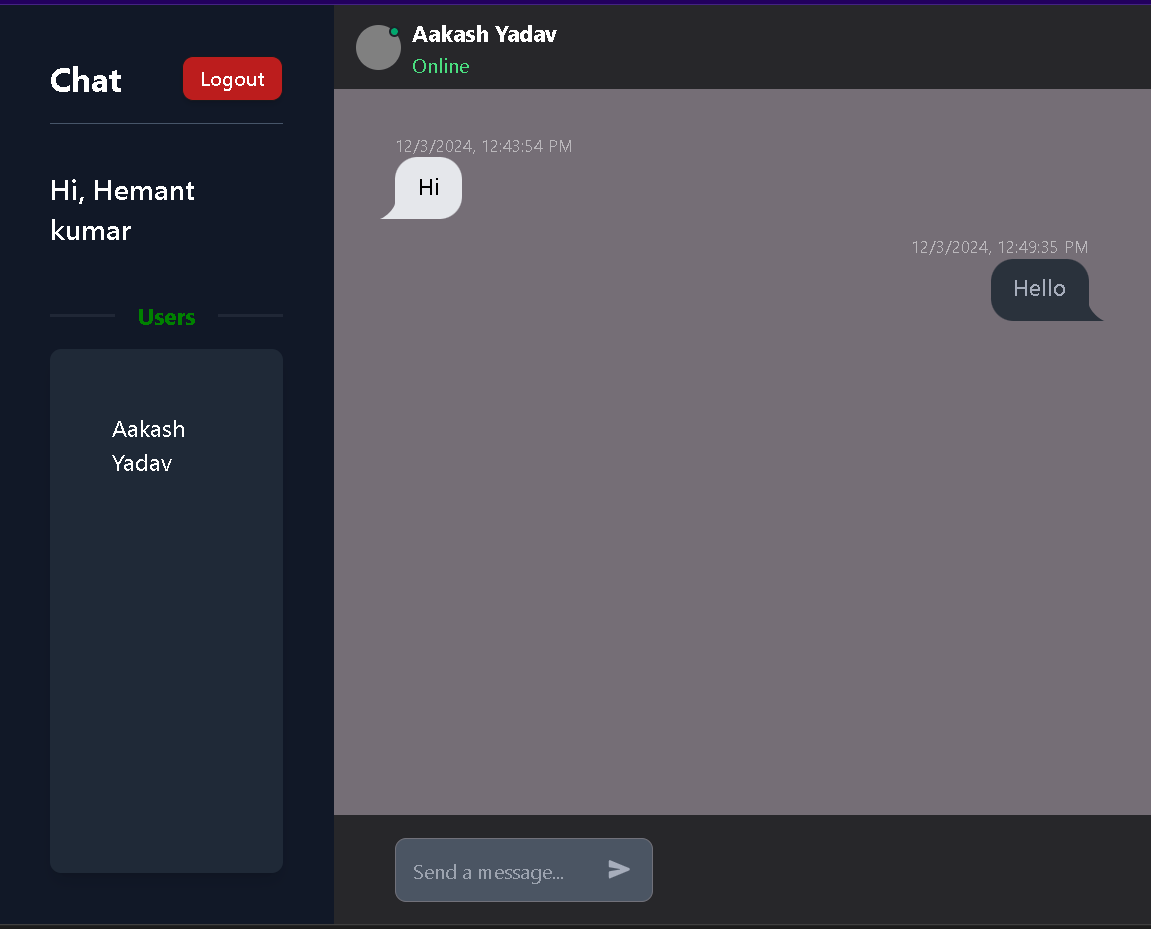 Chat
Logout
Hi, Hemant
kumar
Users
Aakash
Yadav
Aakash Yadav
Online
12/3/2024, 12:43:54 PM
Hi
12/3/2024, 12:49:35 PM
Hello
Send a message...